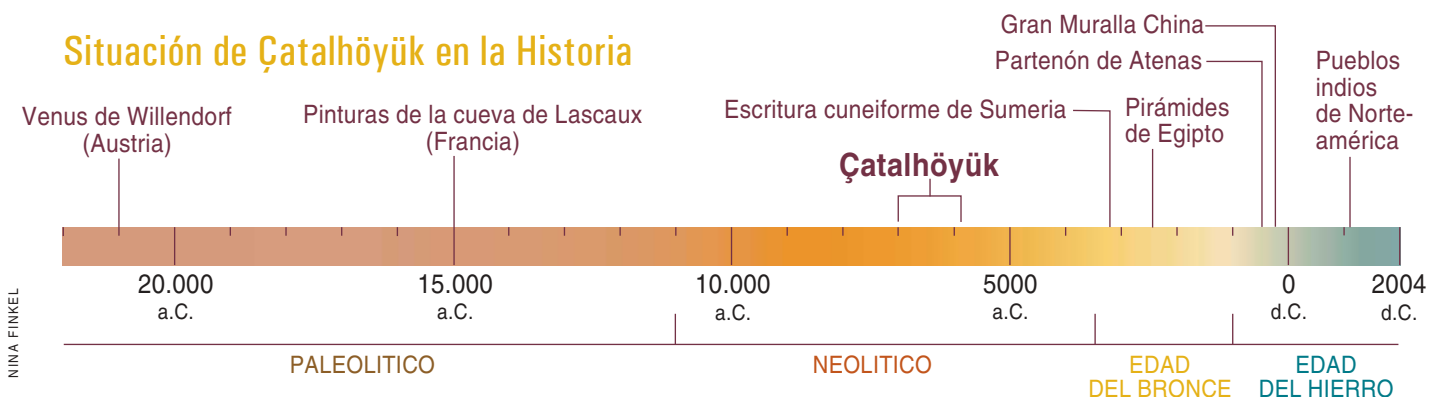 Situación de Çatalhöyük en la Historia
Venus de Willendorf
(Austria)
Pinturas de la cueva de Lascaux
(Francia)
Escritura cuneiforme de Sumeria
Çatalhöyük
Gran Muralla China
Partenón de Atenas
Pirámides
de Egipto
Pueblos
indios
de Norte-
américa
20.000
a.C.
15.000
a.C.
10.000
a.C.
5000
a.C.
0
d.C.
2004
d.C.
PALEOLITICO
NEOLITICO
EDAD
DEL BRONCE
EDAD
DEL HIERRO
NINA FINKEL